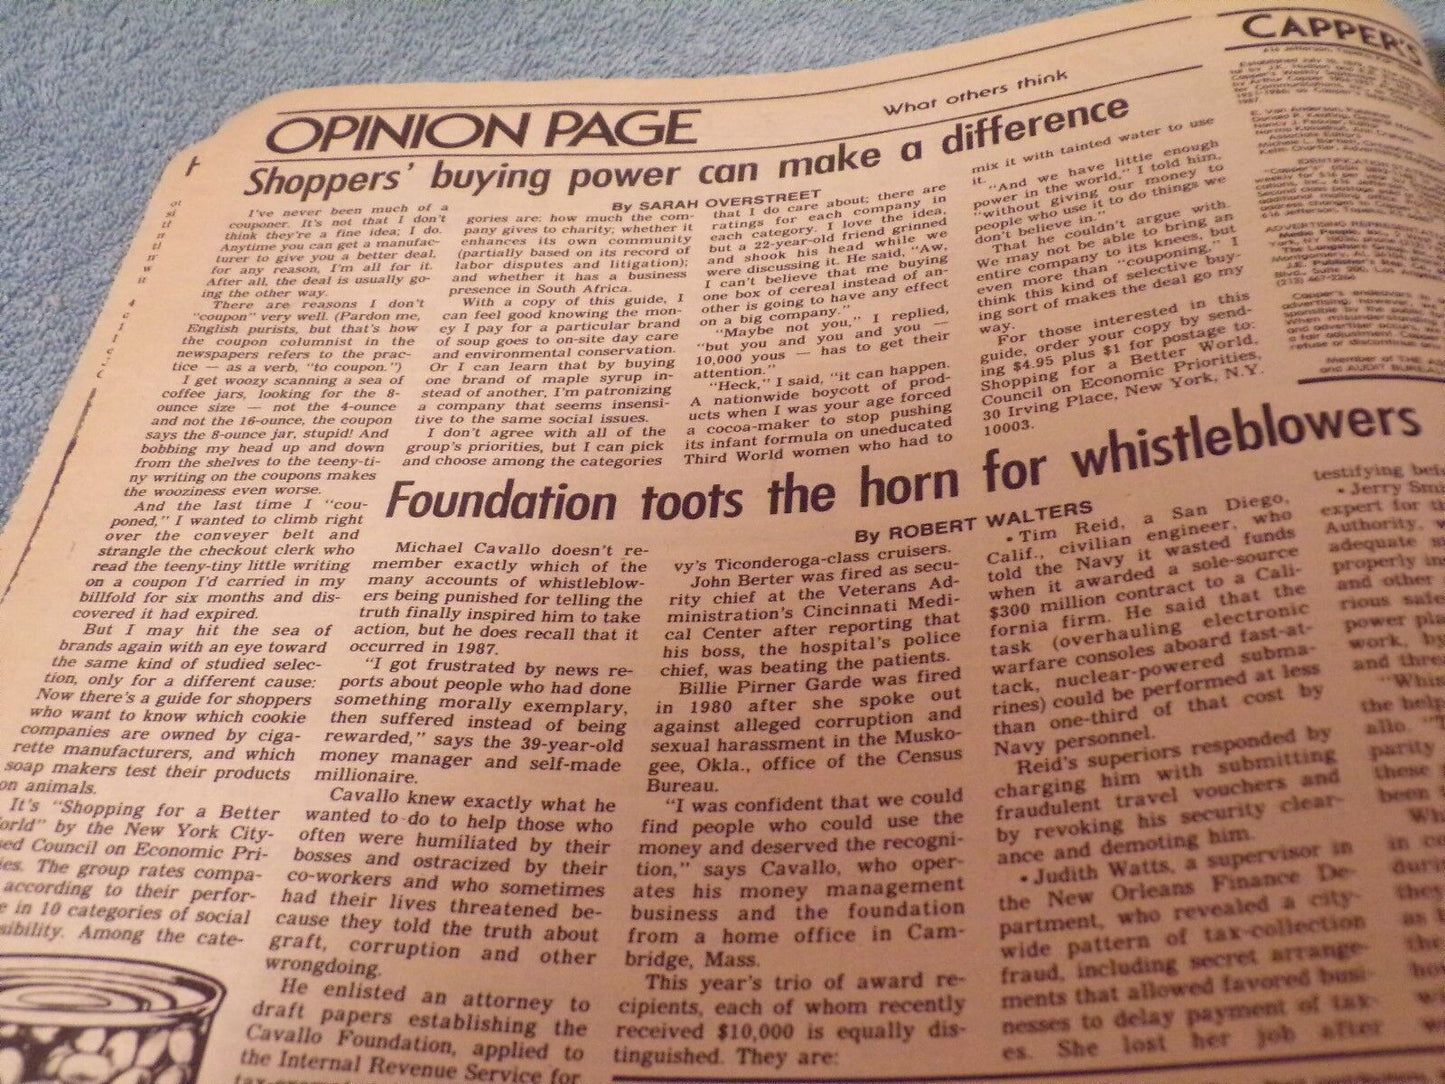 OPINION PAGE
What others think
Shoppers' buying power can make a difference
By SARAH OVERSTREET
I've never been much of a
couponer. It's not that I don't
think they're a fine idea; I do.
Anytime you can get a manufac-
turer to give you a better deal,
for any reason, I'm all for it.
After all, the deal is usually go-
ing the other way.
There are reasons I don't
"coupon" very well. (Pardon me,
English purists, but that's how
the coupon columnist in the
newspapers refers to the prac-
tice — as a verb, "to coupon.")
I get woozy scanning a sea of
coffee jars, looking for the 8-
ounce size — not the 4-ounce
and not the 16-ounce, the coupon
says the 8-ounce jar, stupid! And
bobbing my head up and down
from the shelves to the teeny-ti-
ny writing on the coupons makes
the wooziness even worse.
And the last time I "cou-
poned," I wanted to climb right
over the conveyer belt and
strangle the checkout clerk who
read the teeny-tiny little writing
on a coupon I'd carried in my
billfold for six months and dis-
covered it had expired.
But I may hit the sea of
brands again with an eye toward
the same kind of studied selec-
tion, only for a different cause:
Now there's a guide for shoppers
who want to know which cookie
companies are owned by ciga-
rette manufacturers, and which
soap makers test their products
on animals.
It's "Shopping for a Better
by the New York City-
Council on Economic Pri-
The group rates compa-
according to their perfor-
in 10 categories of social
Among the cate-
gories are: how much the com-
pany gives to charity; whether it
enhances its own community
(partially based on its record of
labor disputes and litigation);
and whether it has a business
presence in South Africa.
With a copy of this guide, I
can feel good knowing the mon-
ey I pay for a particular brand
of soup goes to on-site day care
and environmental conservation.
Or I can learn that by buying
one brand of maple syrup in-
stead of another, I'm patronizing
a company that seems insensi-
tive to the same social issues.
I don't agree with all of the
group's priorities, but I can pick
and choose among the categories
that I do care about; there are
ratings for each company in
each category. I love the idea,
but a 22-year-old friend grinned
and shook his head while we
were discussing it. He said, "Aw,
I can't believe that me buying
one box of cereal instead of an-
other is going to have any effect
on a big company."
"Maybe not you," I replied,
"but you and you and you —
10,000 yous — has to get their
attention."
"Heck," I said, "it can happen.
A nationwide boycott of prod-
ucts when I was your age forced
a cocoa-maker to stop pushing
its infant formula on uneducated
Third World women who had to
mix it with tainted water to use
it.
"And we have little enough
power in the world," I told him,
"without giving our money to
people who use it to do things we
don't believe in."
That he couldn't argue with.
We may not be able to bring an
entire company to its knees, but
even more than "couponing," I
think this kind of selective buy-
ing sort of makes the deal go my
way.
For those interested in this
guide, order your copy by send-
ing $4.95 plus $1 for postage to:
Shopping for a Better World,
Council on Economic Priorities,
30 Irving Place, New York, N.Y.
10003.
Foundation toots the horn for whistleblowers
By ROBERT WALTERS
Michael Cavallo doesn't re-
member exactly which of the
many accounts of whistleblow-
ers being punished for telling the
truth finally inspired him to take
action, but he does recall that it
occurred in 1987.
"I got frustrated by news re-
ports about people who had done
something morally exemplary,
then suffered instead of being
rewarded," says the 39-year-old
money manager and self-made
millionaire.
Cavallo knew exactly what he
wanted to do to help those who
often were humiliated by their
bosses and ostracized by their
co-workers and who sometimes
had their lives threatened be-
cause they told the truth about
graft, corruption and other
wrongdoing.
He enlisted an attorney to
draft papers establishing the
Cavallo Foundation, applied to
the Internal Revenue Service for
vy's Ticonderoga-class cruisers.
John Berter was fired as secu-
rity chief at the Veterans Ad-
ministration's Cincinnati Medi-
cal Center after reporting that
his boss, the hospital's police
chief, was beating the patients.
Billie Pirner Garde was fired
in 1980 after she spoke out
against alleged corruption and
sexual harassment in the Musko-
gee, Okla., office of the Census
Bureau.
"I was confident that we could
find people who could use the
money and deserved the recogni-
tion," says Cavallo, who oper-
ates his money management
business and the foundation
from a home office in Cam-
bridge, Mass.
This year's trio of award re-
cipients, each of whom recently
received $10,000 is equally dis-
tinguished. They are:
• Tim Reid, a San Diego,
Calif., civilian engineer, who
told the Navy it wasted funds
when it awarded a sole-source
$300 million contract to a Cali-
fornia firm. He said that the
task (overhauling electronic
warfare consoles aboard fast-at-
tack, nuclear-powered subma-
rines) could be performed at less
than one-third of that cost by
Navy personnel.
Reid's superiors responded by
charging him with submitting
fraudulent travel vouchers and
by revoking his security clear-
ance and demoting him.
• Judith Watts, a supervisor in
the New Orleans Finance De-
partment, who revealed a city-
wide pattern of tax-collection
fraud, including secret arrange-
ments that allowed favored busi-
nesses to delay payment of tax-
es. She lost her job after
testifying
• Jerry
expert for
Authority,
adequate
properly
and other
power
work,
and
the help
CAPPER'S